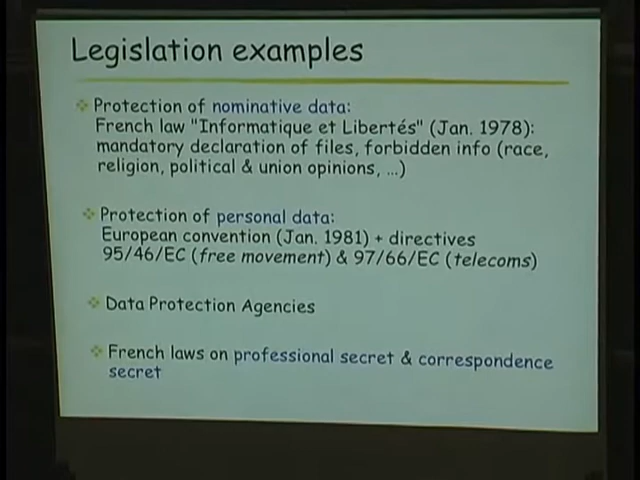 Legislation examples
Protection of nominative data:
French law "Informatique et Libertés" (Jan. 1978):
mandatory declaration of files, forbidden info (race,
religion, political & union opinions, ...)
Protection of personal data:
European convention (Jan. 1981) + directives
95/46/EC (free movement) & 97/66/EC (telecoms)
Data Protection Agencies
French laws on professional secret & correspondence
secret